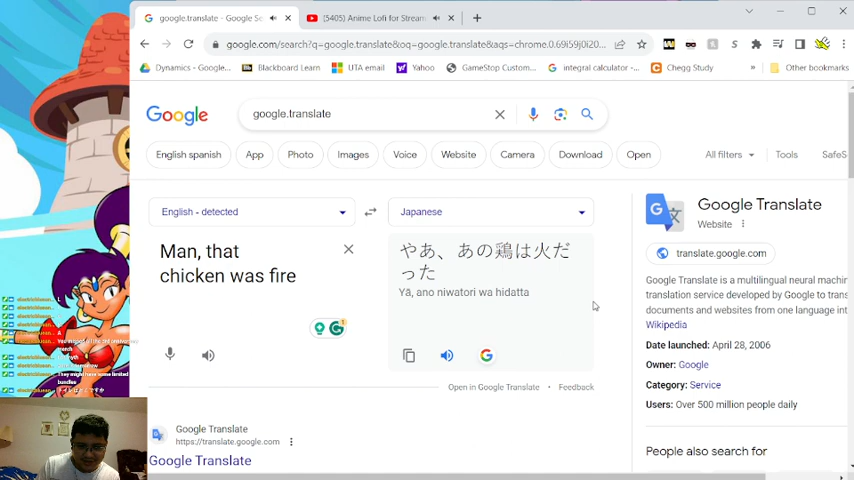 google.translate - Google Se
(5405) Anime Lofi for Stream
google.com/search?q=google.translate&oq=google.translate&aqs=chrome.0.69i59j0i20...
Dynamics - Google...
Blackboard Learn
UTA email
Yahoo
GameStop Custom...
integral calculator -...
Chegg Study
»
Other bookmarks
Google
google.translate
English spanish
App
Photo
Images
Voice
Website
Camera
Download
Open
All filters
Tools
SafeS
English - detected
Japanese
Man, that
chicken was fire
やあ、あの鶏は火だ
った
Yā, ano niwatori wa hidatta
Open in Google Translate • Feedback
Google Translate
https://translate.google.com
Google Translate
Google Translate
Website
translate.google.com
Google Translate is a multilingual neural machin
translation service developed by Google to trans
documents and websites from one language int
Wikipedia
Date launched: April 28, 2006
Owner: Google
Category: Service
Users: Over 500 million people daily
People also search for
They might have some limited
bundles